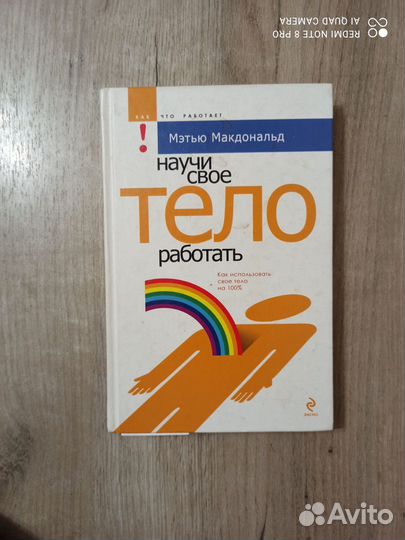 REDMI NOTE 8 PRO
AI QUAD CAMERA
КАК ЧТО РАБОТАЕТ
!
Мэтью Макдональд
научи
свое
тело
работать
Как использовать
свое тело
на 100%
ЭКСМО
Avito